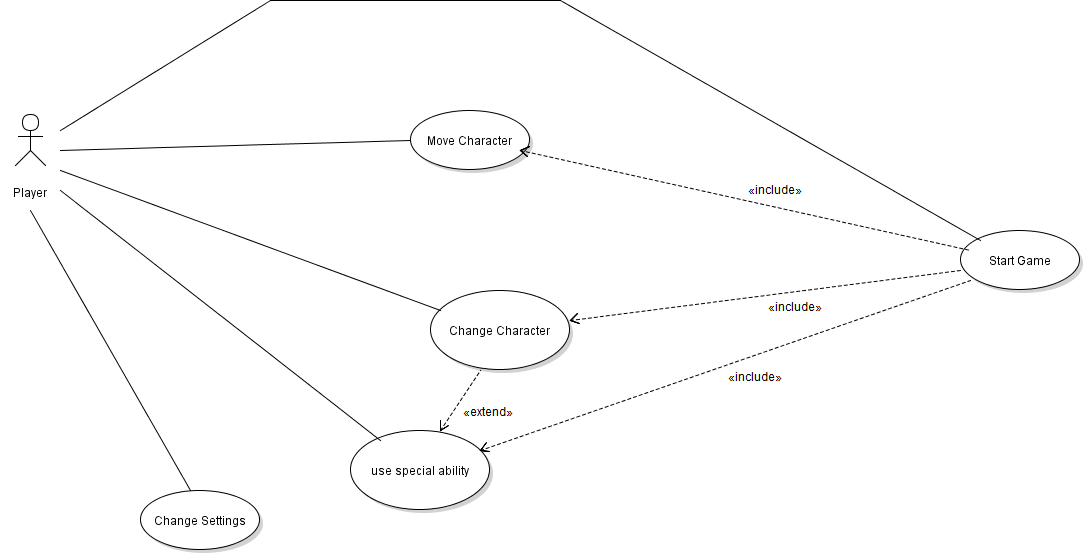 Move Character
«include»
Player
Start Game
«include»
Change Character
«include»
«extend»
use special ability
Change Settings